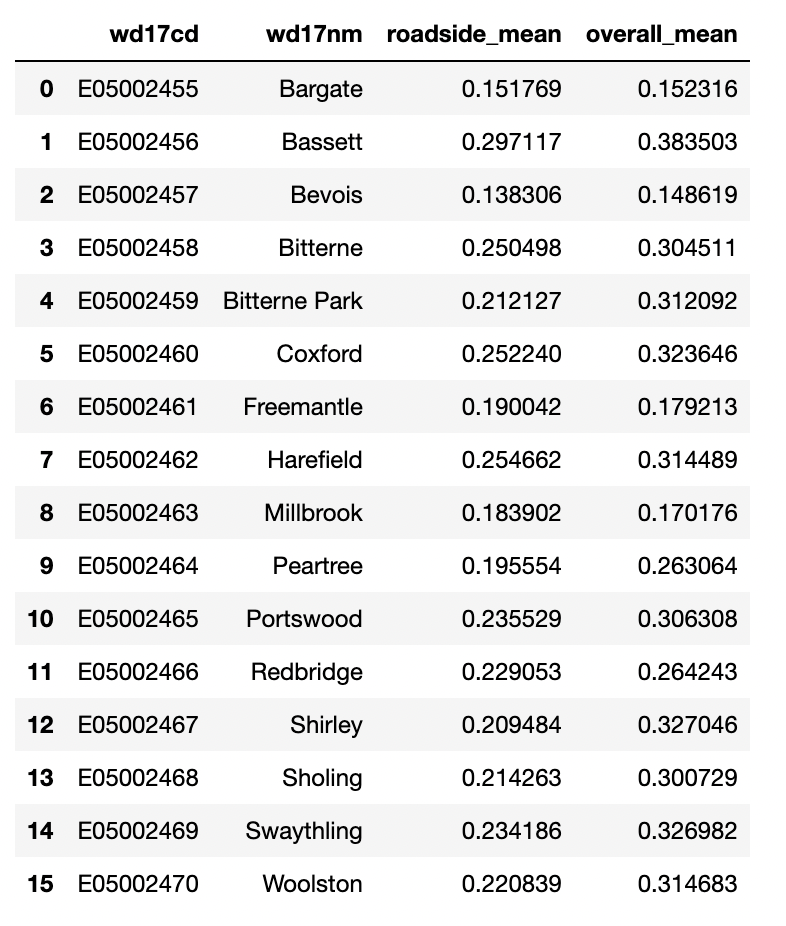 wd17cd wd17nm roadside_mean overall_mean
0 E05002455 Bargate 0.151769 0.152316
1 E05002456 Bassett 0.297117 0.383503
2 E05002457 Bevois 0.138306 0.148619
3 E05002458 Bitterne 0.250498 0.304511
4 E05002459 Bitterne Park 0.212127 0.312092
5 E05002460 Coxford 0.252240 0.323646
6 E05002461 Freemantle 0.190042 0.179213
7 E05002462 Harefield 0.254662 0.314489
8 E05002463 Millbrook 0.183902 0.170176
9 E05002464 Peartree 0.195554 0.263064
10 E05002465 Portswood 0.235529 0.306308
11 E05002466 Redbridge 0.229053 0.264243
12 E05002467 Shirley 0.209484 0.327046
13 E05002468 Sholing 0.214263 0.300729
14 E05002469 Swaythling 0.234186 0.326982
15 E05002470 Woolston 0.220839 0.314683